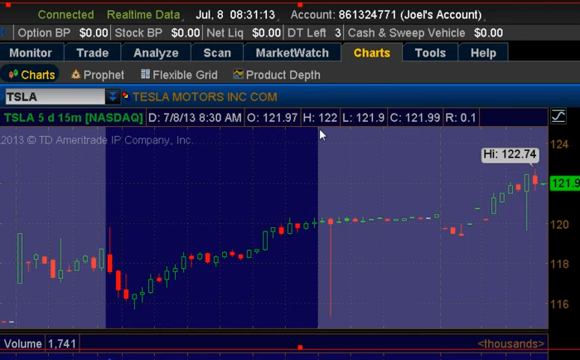 Connected Realtime Data Jul, 8 08:31:13 Account: 861324771 (Joel's Account)
Option BP $0.00 Stock BP $0.00 Net Liq $0.00 DT Left 3 Cash & Sweep Vehicle $0.00
Monitor Trade Analyze Scan MarketWatch Charts Tools Help
Charts Prophet Flexible Grid Product Depth
TSLA TESLA MOTORS INC COM
TSLA 5 d 15m [NASDAQ] D: 7/8/13 8:30 AM O: 121.97 H: 122 L: 121.9 C: 121.99 R: 0.1
2013 © TD Ameritrade IP Company, Inc.
124
Hi: 122.74
121.9
120
118
116
Volume 1,741 <thousands>